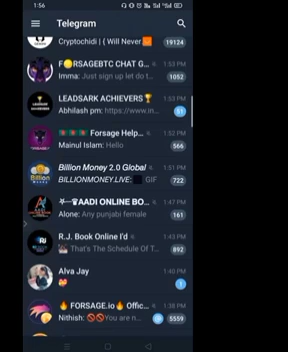 1:56
Telegram
Cryptochidi | { Will Never 19124
F🟡RSAGEBTC CHAT G... 1:53 PM
Imma: Just sign up let do t... 1052
LEADSARK ACHIEVERS🏆 1:53 PM
Abhilash pm: https://www.in...
🇧🇩🇧🇩🇧🇩 Forsage Help... 1:52 PM
Mainul Islam: Hello 566
Billion Money 2.0 Global 1:51 PM
BILLIONMONEY.LIVE: GIF 722
AADI ONLINE BO... 1:47 PM
Alone: Any punjabi female 161
R.J. Book Online I'd 1:43 PM
That's The Schedule Of T... 892
Alva Jay 1:40 PM
💝 1
🔥 FORSAGE.io🔥 Offic... 1:38 PM
Nithish: 🚫🚫You are n... @ 5559